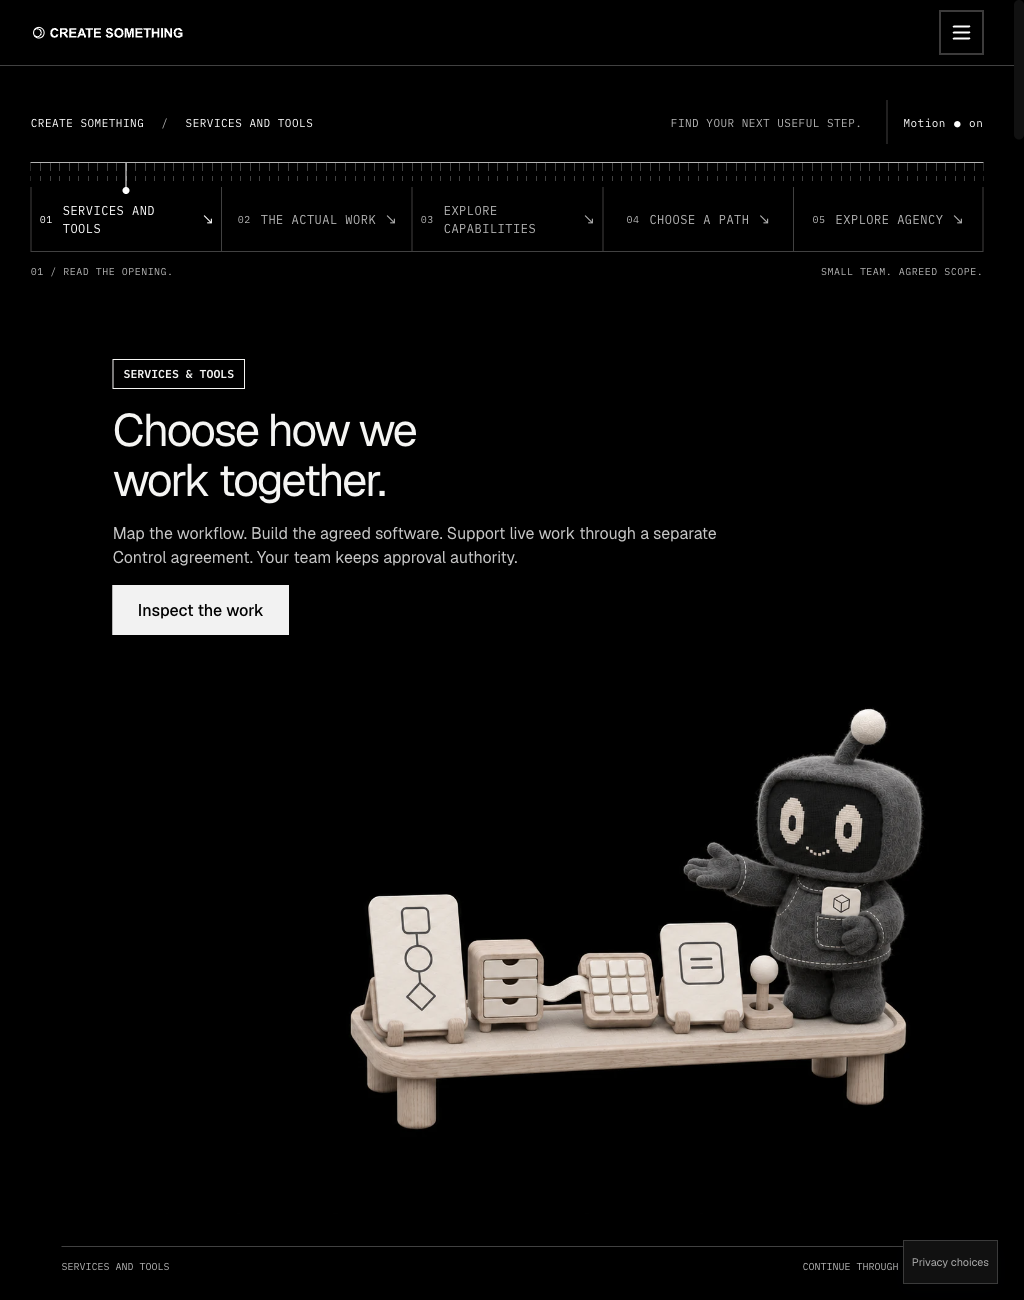 CREATE SOMETHING
CREATE SOMETHING / SERVICES AND TOOLS
FIND YOUR NEXT USEFUL STEP.
Motion ● on
01 SERVICES AND TOOLS ↘
02 THE ACTUAL WORK ↘
03 EXPLORE CAPABILITIES ↘
04 CHOOSE A PATH ↘
05 EXPLORE AGENCY ↘
01 / READ THE OPENING.
SMALL TEAM. AGREED SCOPE.
SERVICES & TOOLS
Choose how we
work together.
Map the workflow. Build the agreed software. Support live work through a separate
Control agreement. Your team keeps approval authority.
Inspect the work
SERVICES AND TOOLS
CONTINUE THROUGH
Privacy choices